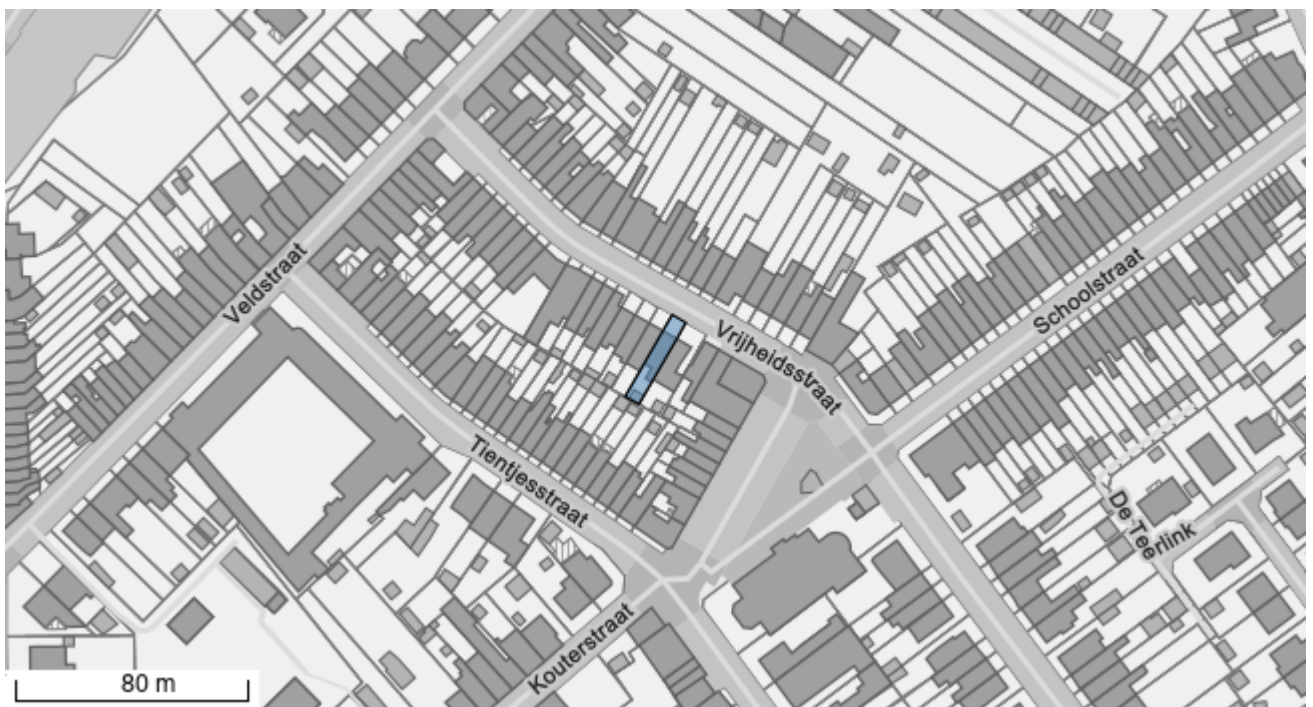 Veldstraat
Schoolstraat
Vrijheidsstraat
Tientjesstraat
De Teerlink
Kouterstraat
80 m